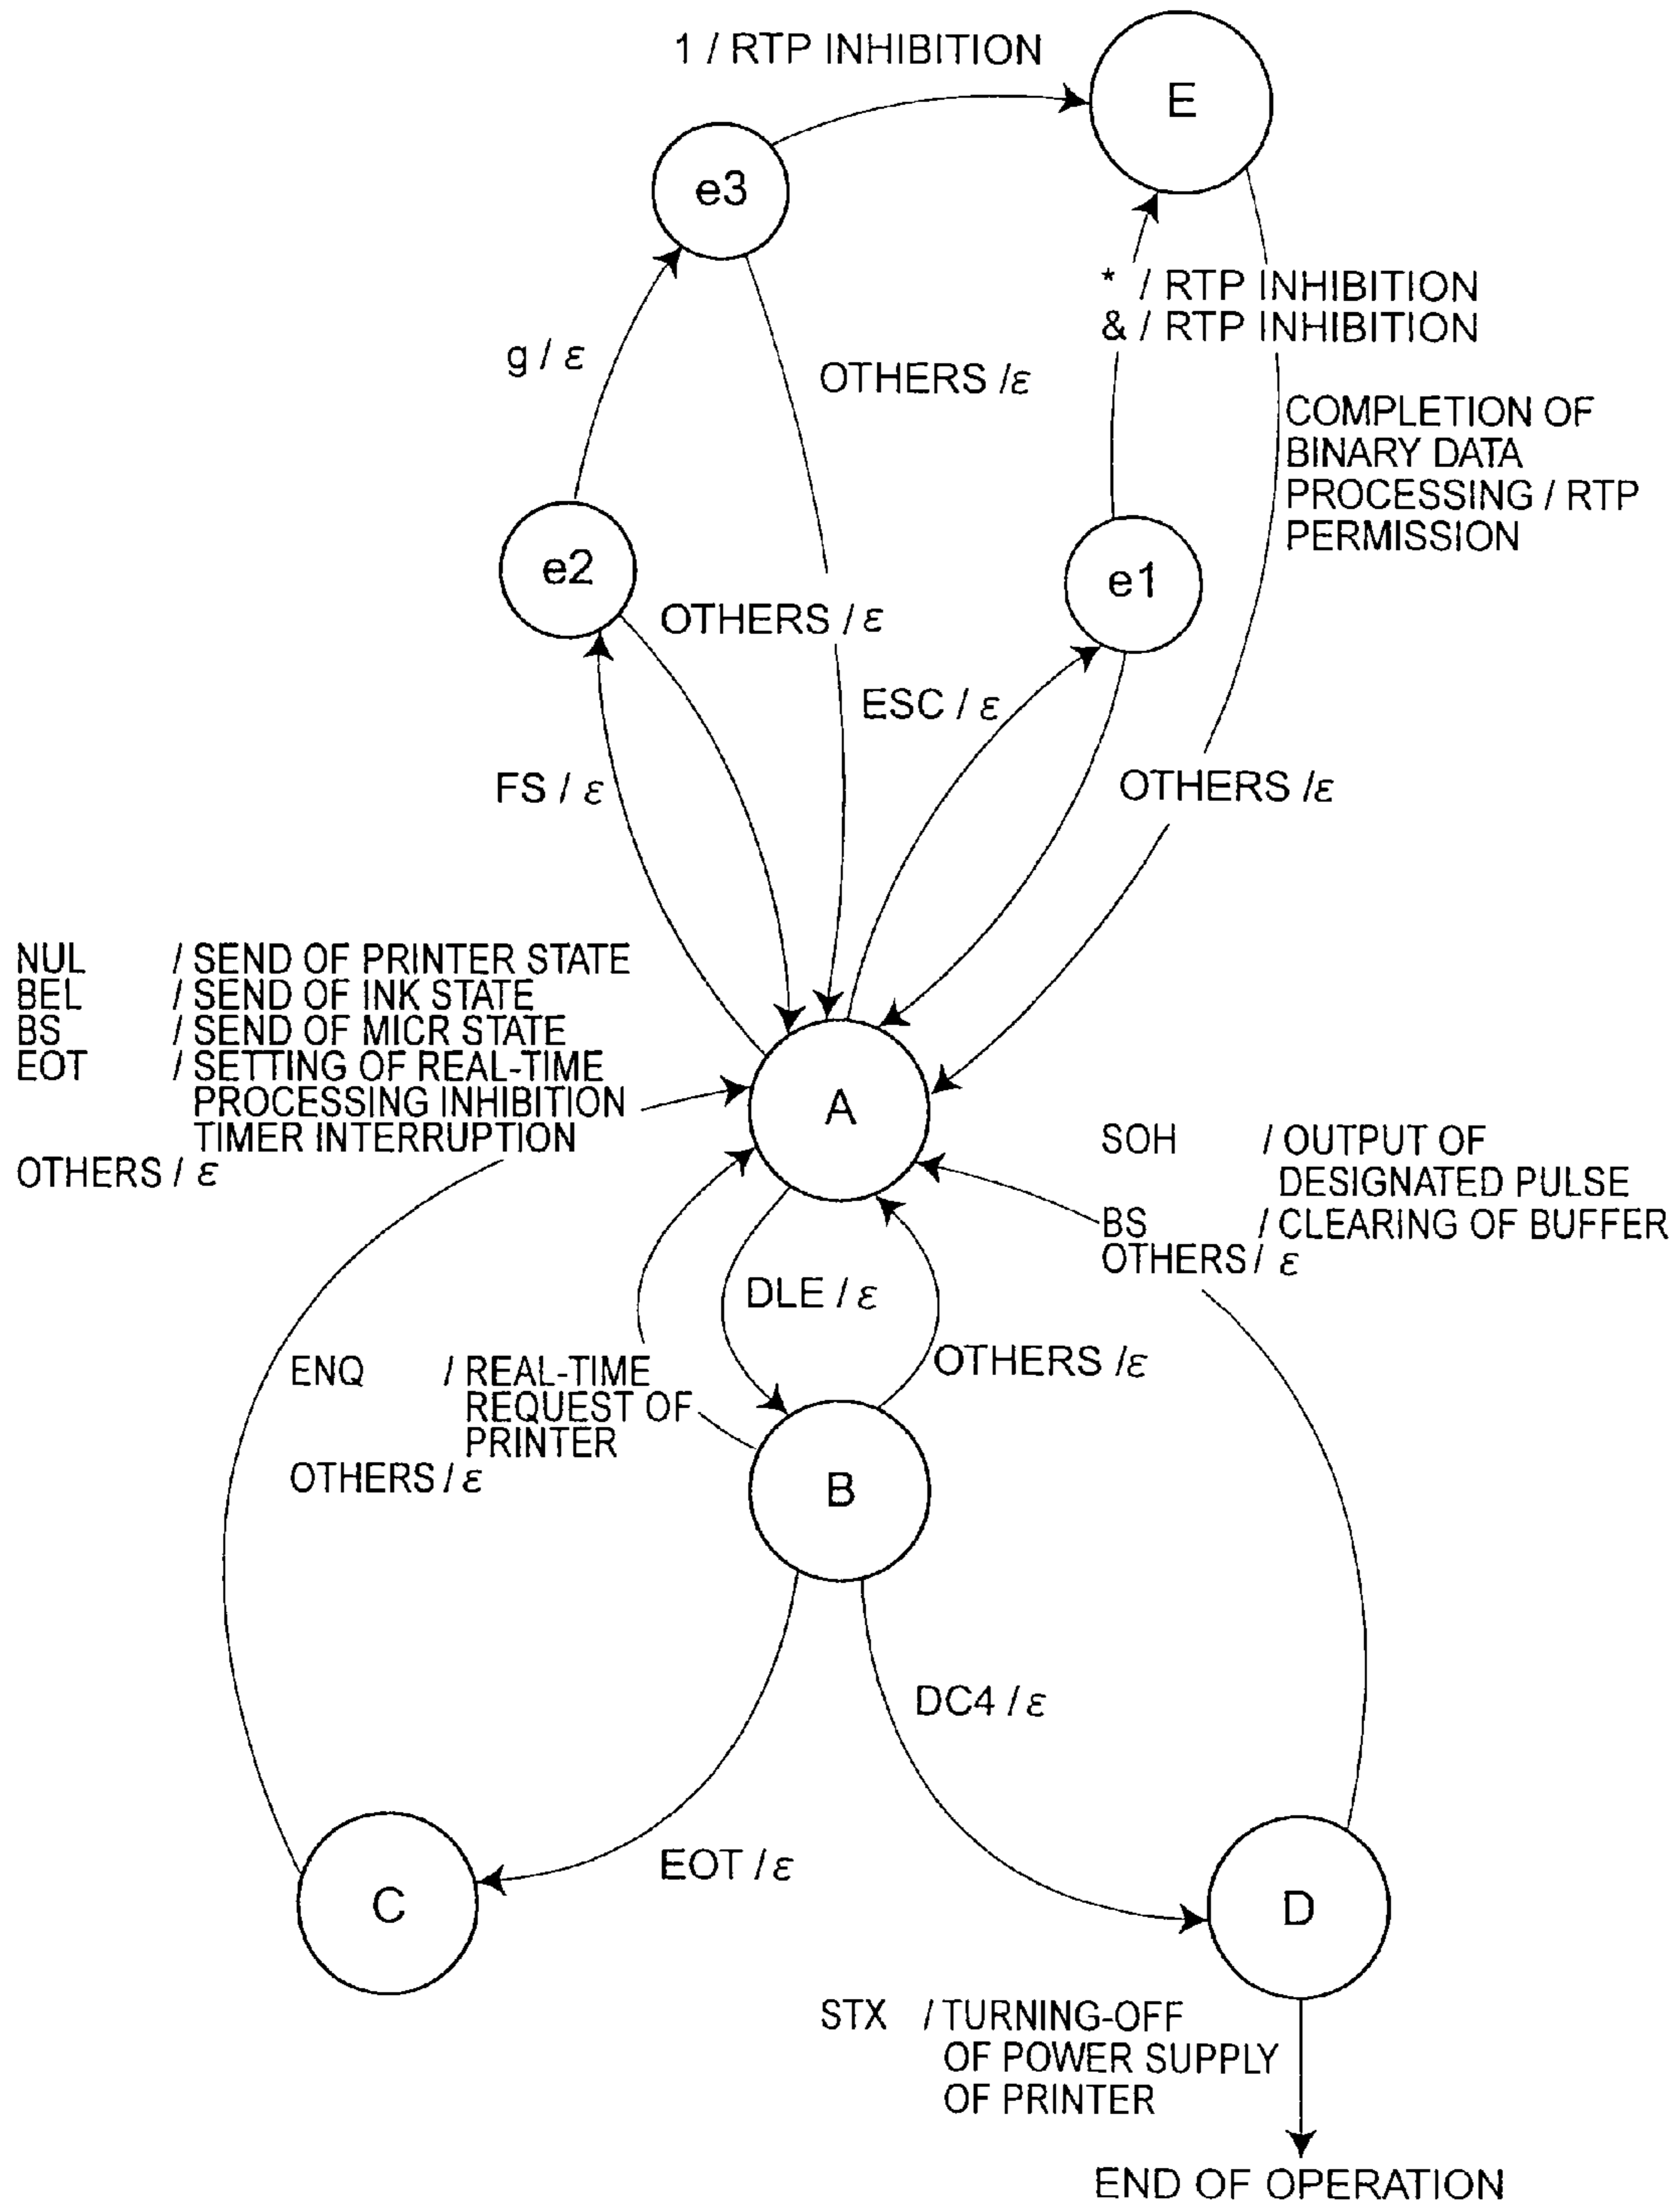 1 / RTP INHIBITION
E
e3
* / RTP INHIBITION
& / RTP INHIBITION
g / ε
OTHERS /ε
COMPLETION OF
BINARY DATA
PROCESSING / RTP
PERMISSION
e2
e1
OTHERS / ε
ESC / ε
FS / ε
OTHERS /ε
NUL / SEND OF PRINTER STATE
BEL / SEND OF INK STATE
BS / SEND OF MICR STATE
EOT / SETTING OF REAL-TIME
PROCESSING INHIBITION
TIMER INTERRUPTION
OTHERS / ε
A
SOH / OUTPUT OF
DESIGNATED PULSE
BS / CLEARING OF BUFFER
OTHERS / ε
DLE / ε
OTHERS /ε
ENQ / REAL-TIME
REQUEST OF
PRINTER
OTHERS / ε
B
DC4 / ε
EOT / ε
C
D
STX / TURNING-OFF
OF POWER SUPPLY
OF PRINTER
END OF OPERATION